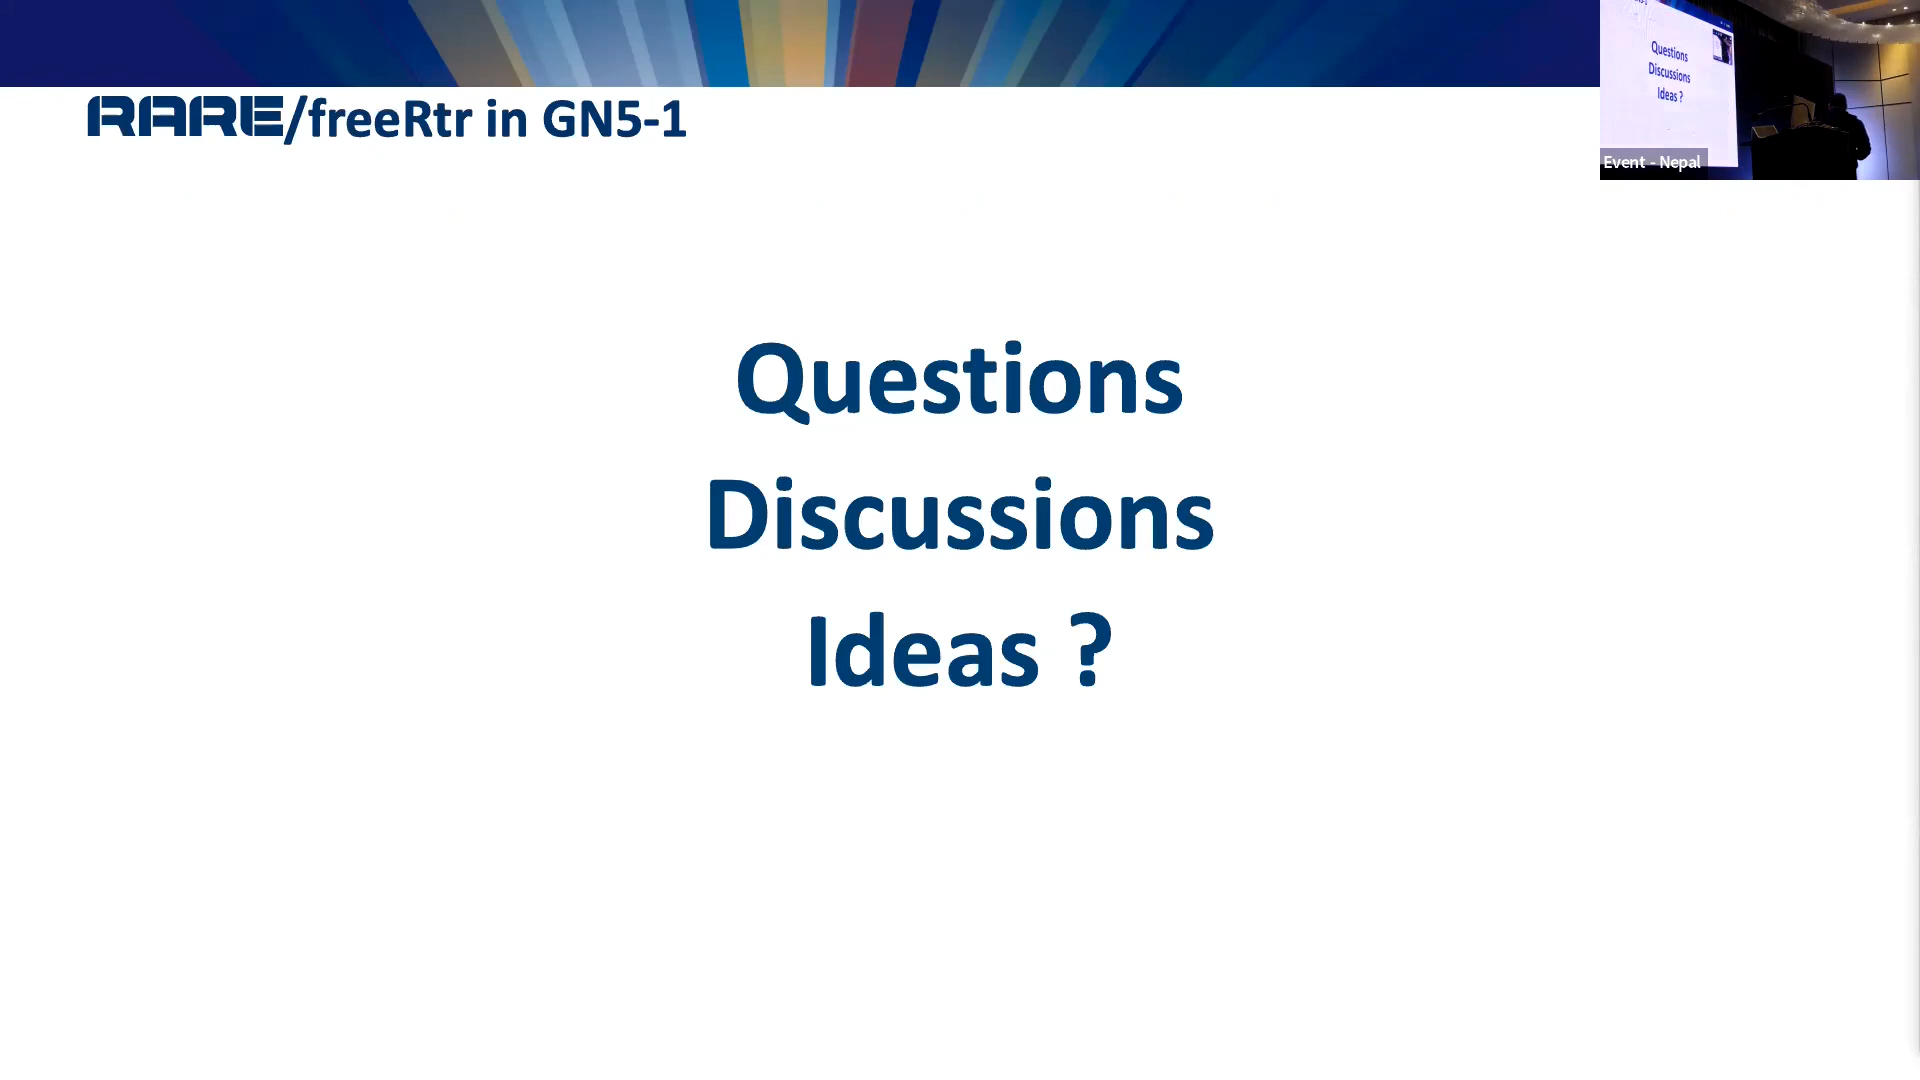 RARE/freeRtr in GN5-1
Questions
Discussions
Ideas ?
Questions
Discussions
Ideas ?
Event - Nepal